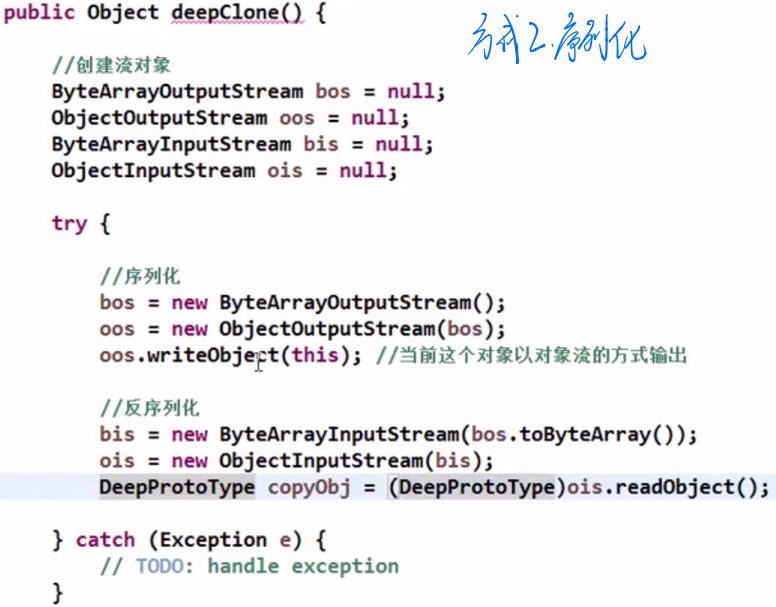 public Object deepClone() {
方式2.序列化
//创建流对象
ByteArrayOutputStream bos = null;
ObjectOutputStream oos = null;
ByteArrayInputStream bis = null;
ObjectInputStream ois = null;
try {
//序列化
bos = new ByteArrayOutputStream();
oos = new ObjectOutputStream(bos);
oos.writeObject(this); //当前这个对象以对象流的方式输出
//反序列化
bis = new ByteArrayInputStream(bos.toByteArray());
ois = new ObjectInputStream(bis);
DeepProtoType copyObj = (DeepProtoType)ois.readObject();
} catch (Exception e) {
// TODO: handle exception
}